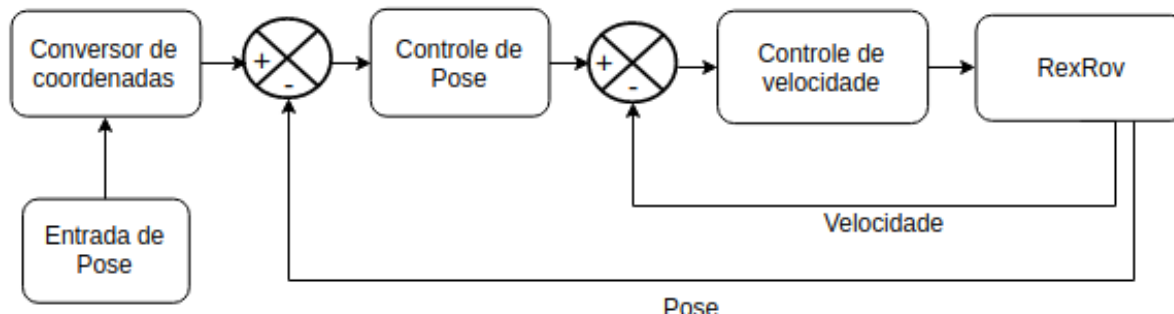 Conversor de
coordenadas
+
-
Controle de
Pose
+
-
Controle de
velocidade
RexRov
Entrada de
Pose
Velocidade
Pose